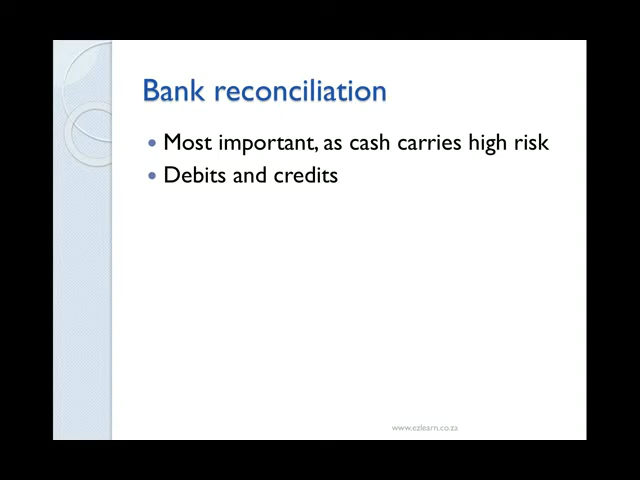 Bank reconciliation
• Most important, as cash carries high risk
• Debits and credits
www.ezlearn.co.za